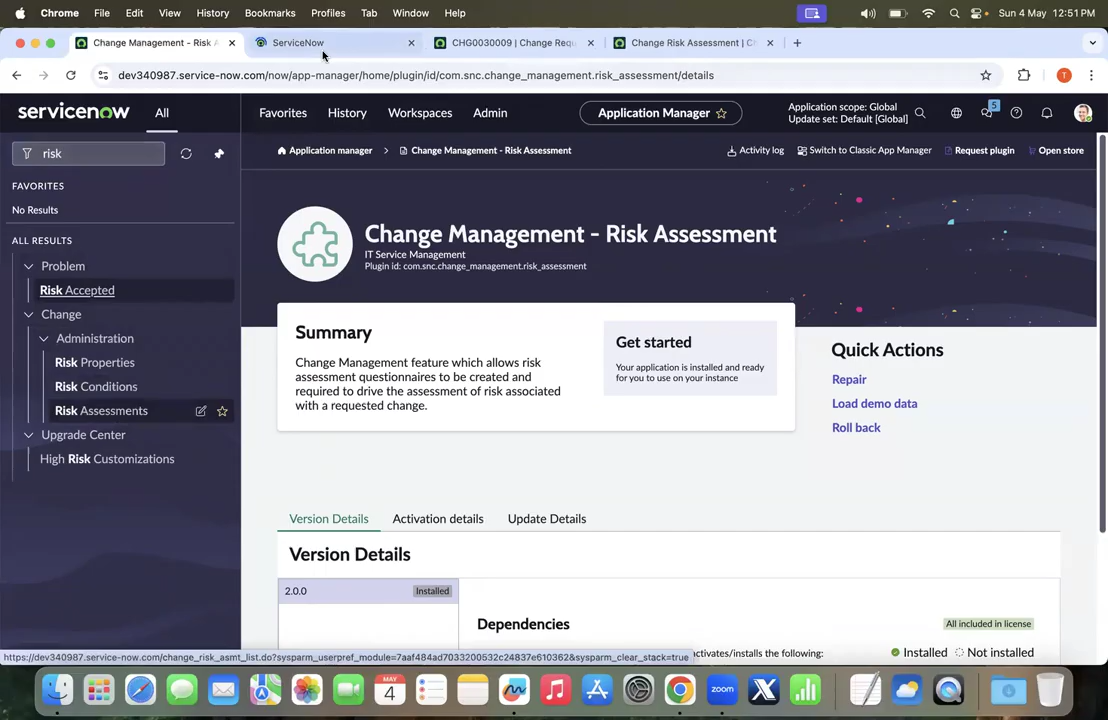 Chrome File Edit View History Bookmarks Profiles Tab Window Help Sun 4 May 12:51 PM
Change Management - Risk A ServiceNow CHG0030009 | Change Requ Change Risk Assessment | C
dev340987.service-now.com/now/app-manager/home/plugin/id/com.snc.change_management.risk_assessment/details T
servicenow All Favorites History Workspaces Admin Application Manager
Application scope: Global
Update set: Default [Global]
5
risk
Application manager > Change Management - Risk Assessment Activity log Switch to Classic App Manager Request plugin Open store
FAVORITES
No Results
ALL RESULTS
Problem
Risk Accepted
Change
Administration
Risk Properties
Risk Conditions
Risk Assessments
Upgrade Center
High Risk Customizations
Change Management - Risk Assessment
IT Service Management
Plugin id: com.snc.change_management.risk_assessment
Summary
Change Management feature which allows risk
assessment questionnaires to be created and
required to drive the assessment of risk associated
with a requested change.
Get started
Your application is installed and ready
for you to use on your instance
Quick Actions
Repair
Load demo data
Roll back
Version Details Activation details Update Details
Version Details
2.0.0 Installed
Dependencies All included in license
activates/installs the following: Installed Not installed
https://dev340987.service-now.com/change_risk_asmt_list.do?sysparm_userpref_module=7aaf484ad7033200532c24837e610362&sysparm_clear_stack=true
MAY
4
zoom